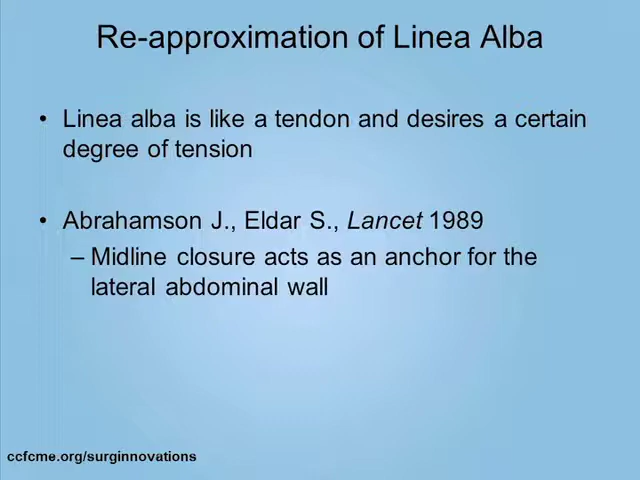 Re-approximation of Linea Alba
• Linea alba is like a tendon and desires a certain
degree of tension
• Abrahamson J., Eldar S., Lancet 1989
– Midline closure acts as an anchor for the
lateral abdominal wall
ccfcme.org/surginnovations